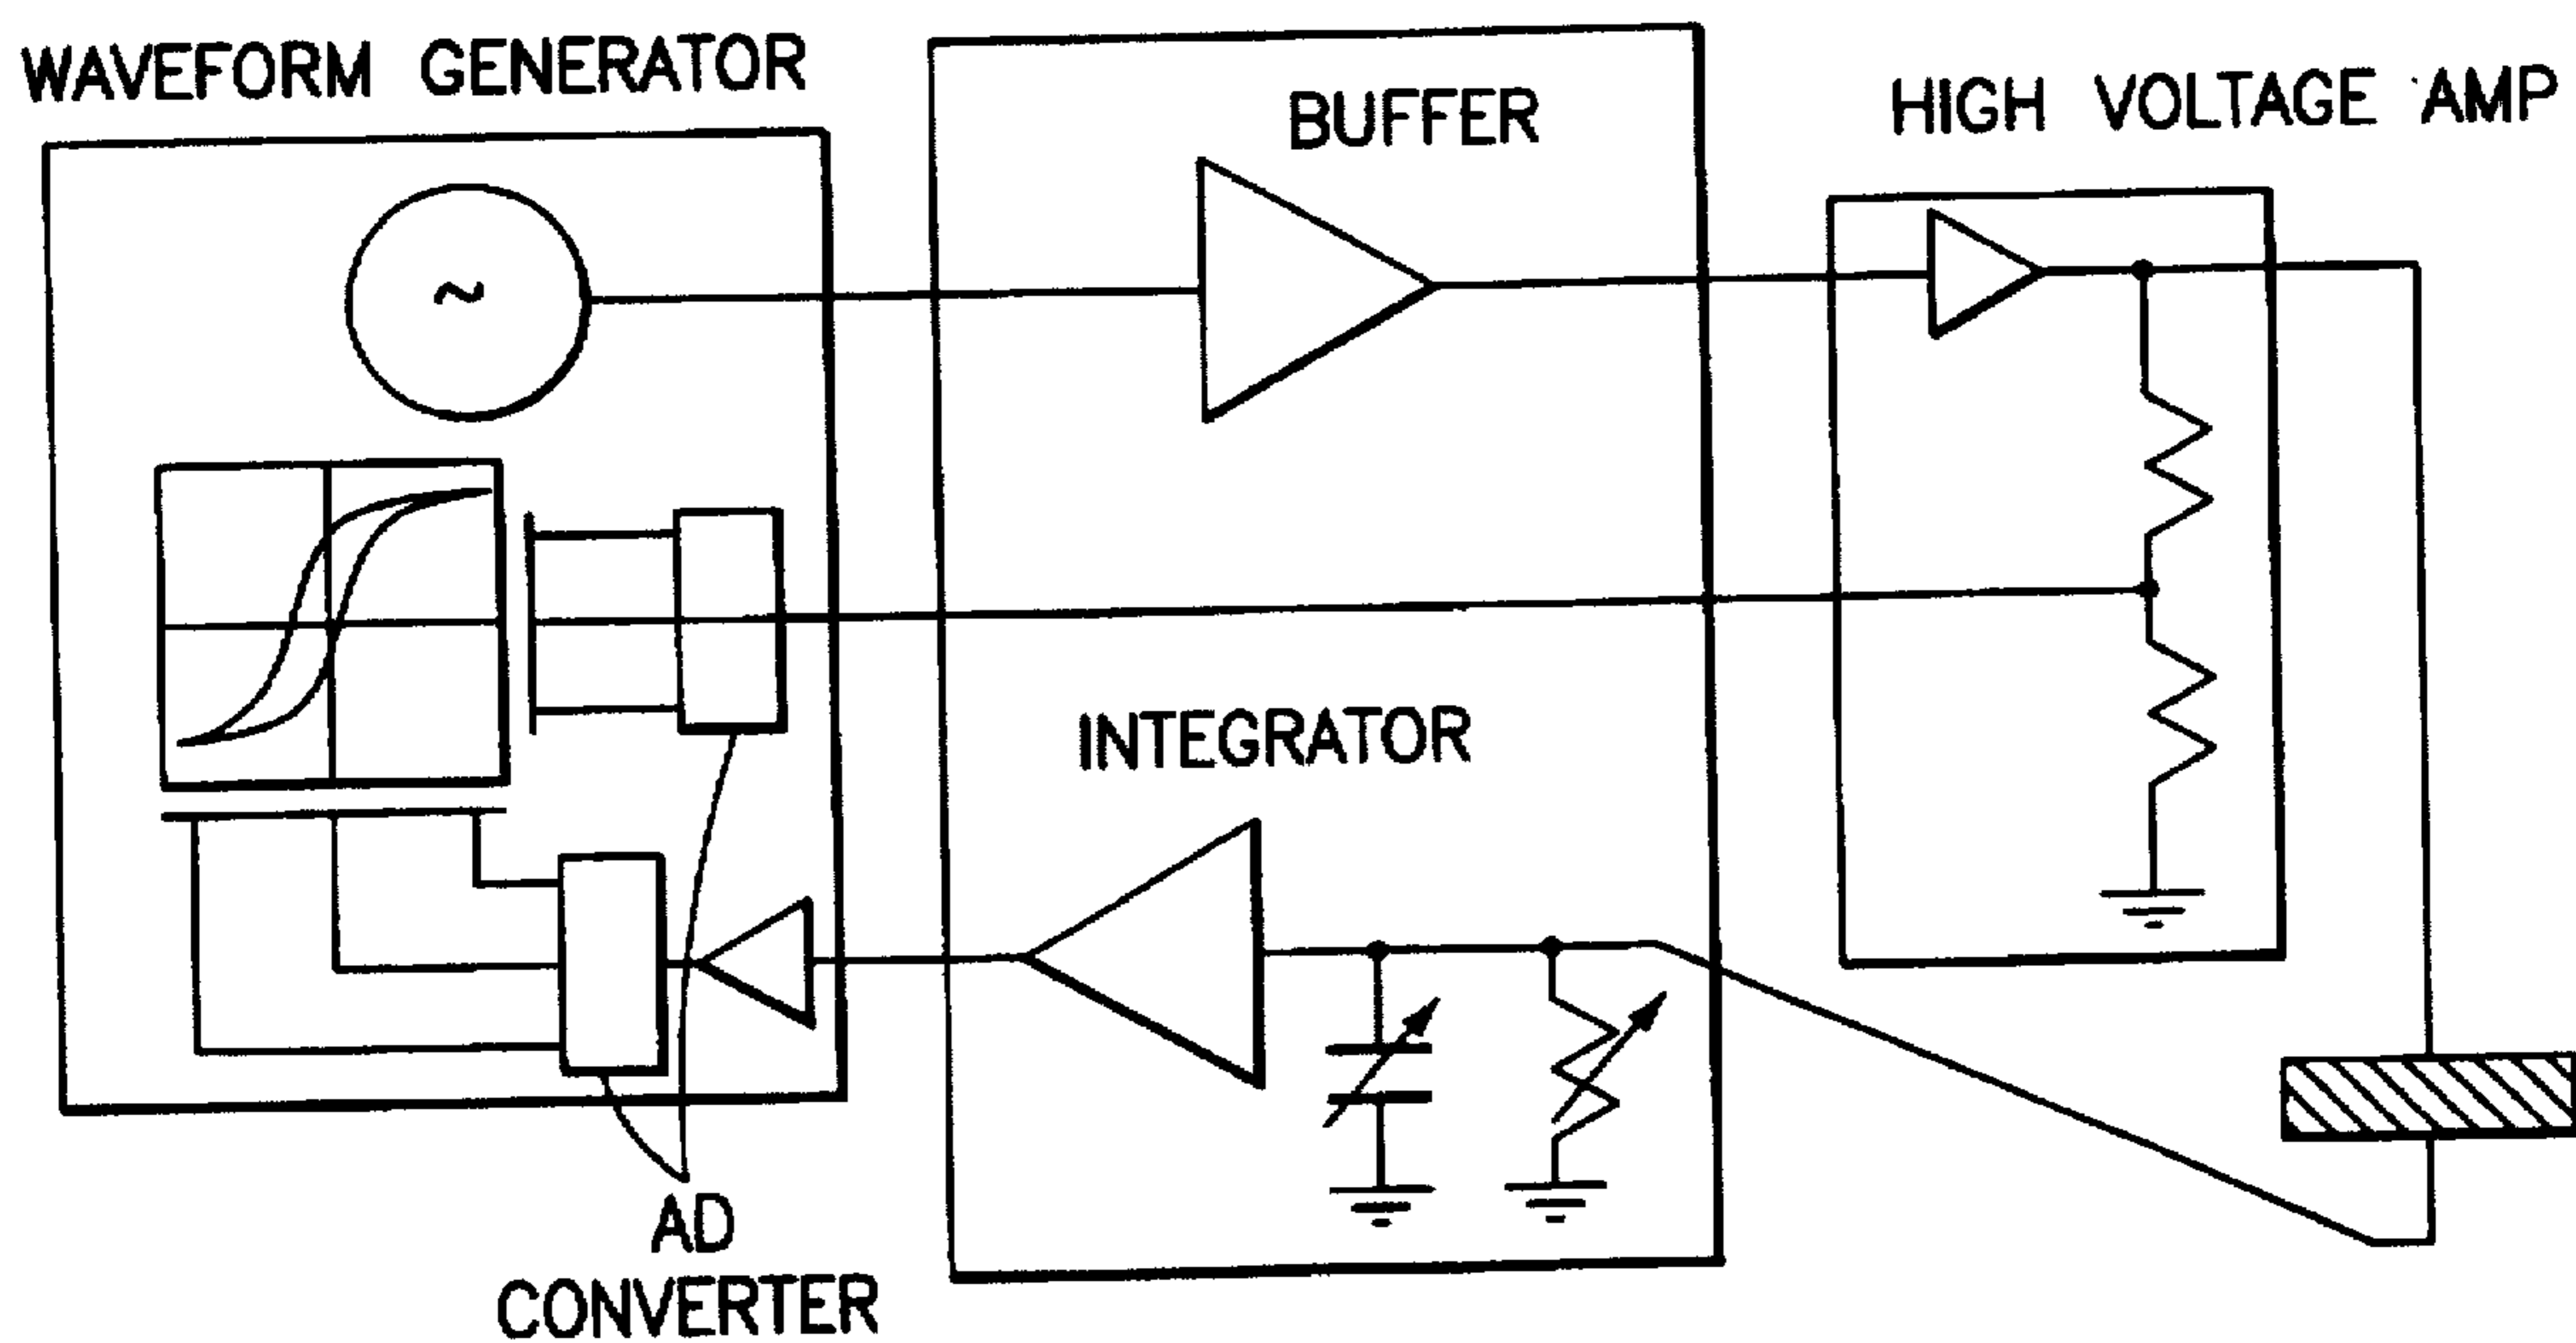 WAVEFORM GENERATOR
BUFFER
HIGH VOLTAGE AMP
~
INTEGRATOR
AD
CONVERTER